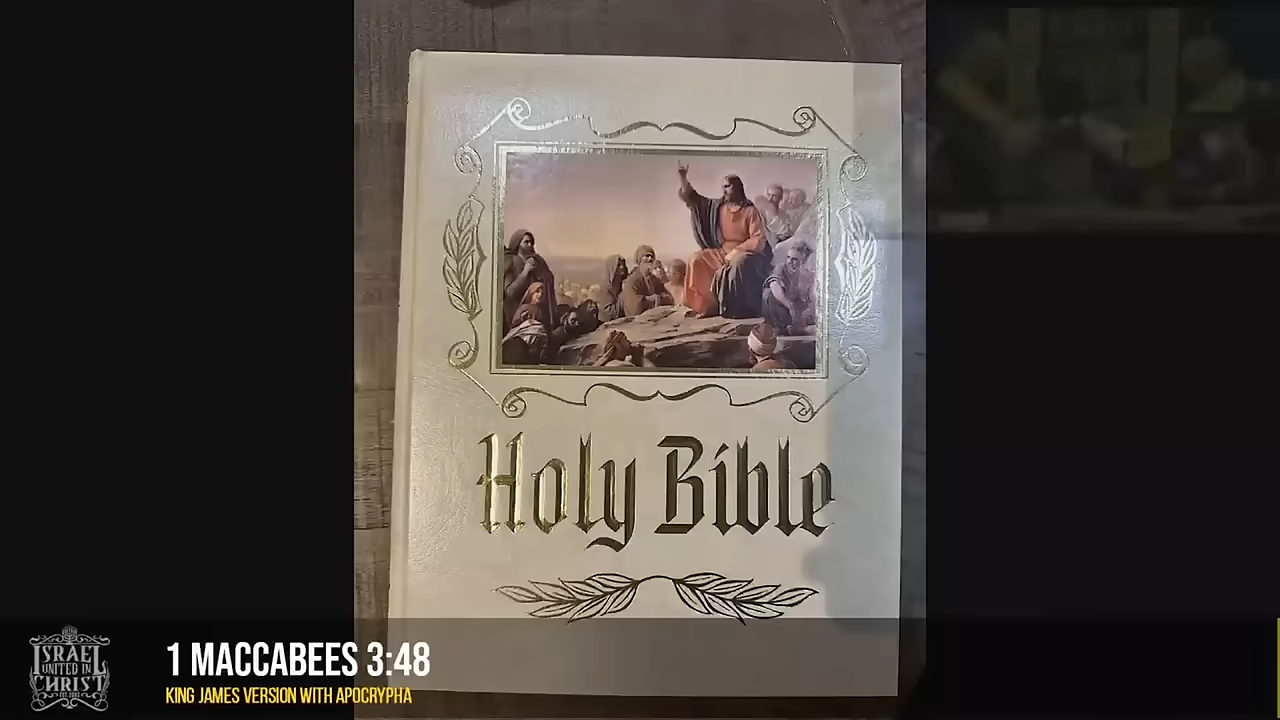 Holy Bible
ISRAEL
UNITED IN
CHRIST
1 MACCABEES 3:48
KING JAMES VERSION WITH APOCRYPHA